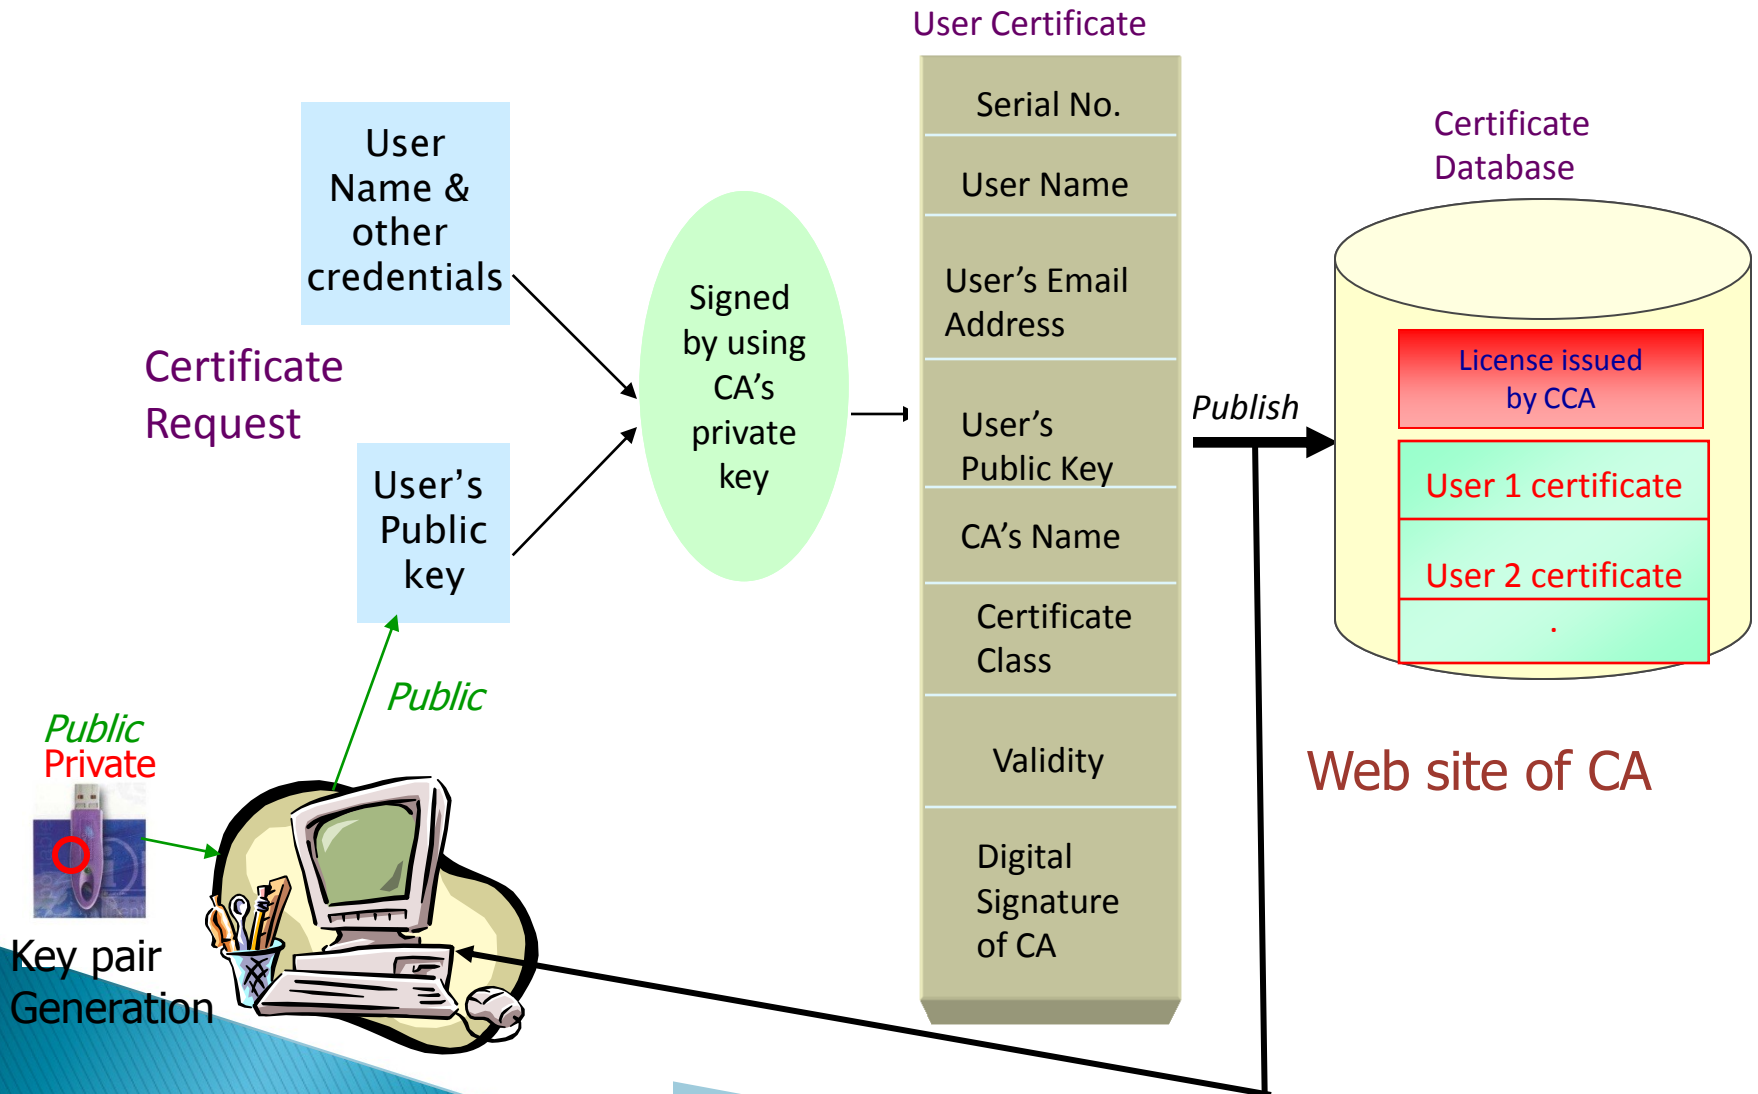 User Certificate
User
Name &
other
credentials
Certificate
Request
User's
Public
key
Public
Public
Private
Key pair
Generation
Signed
by using
CA's
private
key
Serial No.
User Name
User's Email
Address
User's
Public Key
CA's Name
Certificate
Class
Validity
Digital
Signature
of CA
Publish
Certificate
Database
License issued
by CCA
User 1 certificate
User 2 certificate
.
Web site of CA